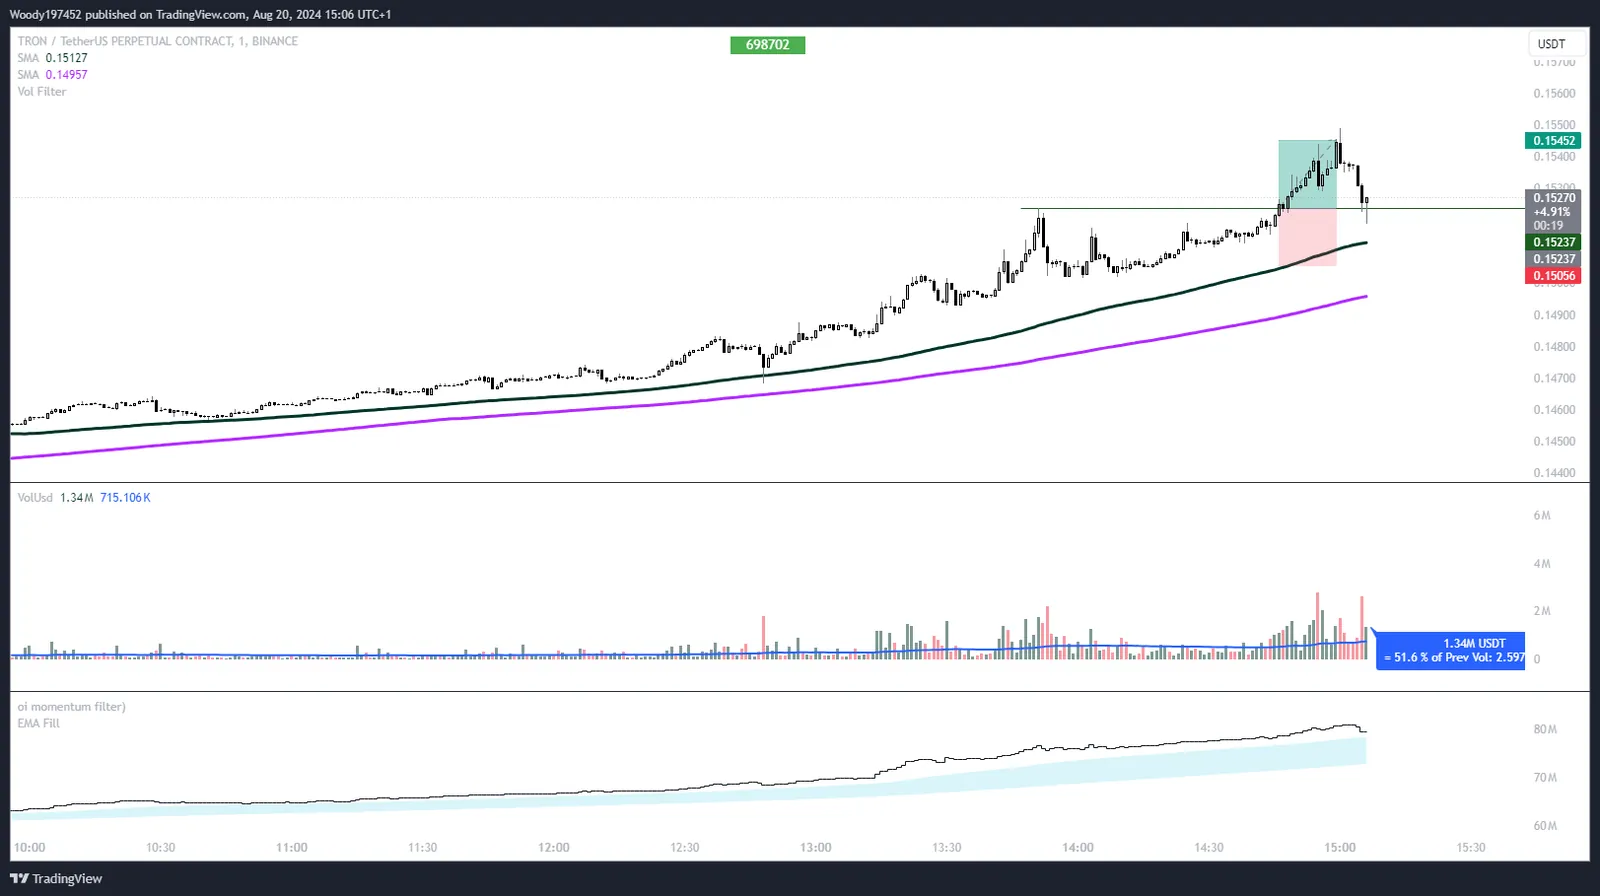 Woody197452 published on TradingView.com, Aug 20, 2024 15:06 UTC+1
TRON / TetherUS PERPETUAL CONTRACT, 1, BINANCE
698702
USDT
SMA 0.15127
SMA 0.14957
Vol Filter
0.15700
0.15600
0.15500
0.15452
0.15400
0.15300
0.15270
+4.91%
00:19
0.15237
0.15237
0.15056
0.14900
0.14800
0.14700
0.14600
0.14500
0.14400
VolUsd 1.34M 715.106K
6M
4M
2M
1.34M USDT
= 51.6 % of Prev Vol: 2.597
0
oi momentum filter)
EMA Fill
80M
70M
60M
10:00 10:30 11:00 11:30 12:00 12:30 13:00 13:30 14:00 14:30 15:00 15:30
TradingView